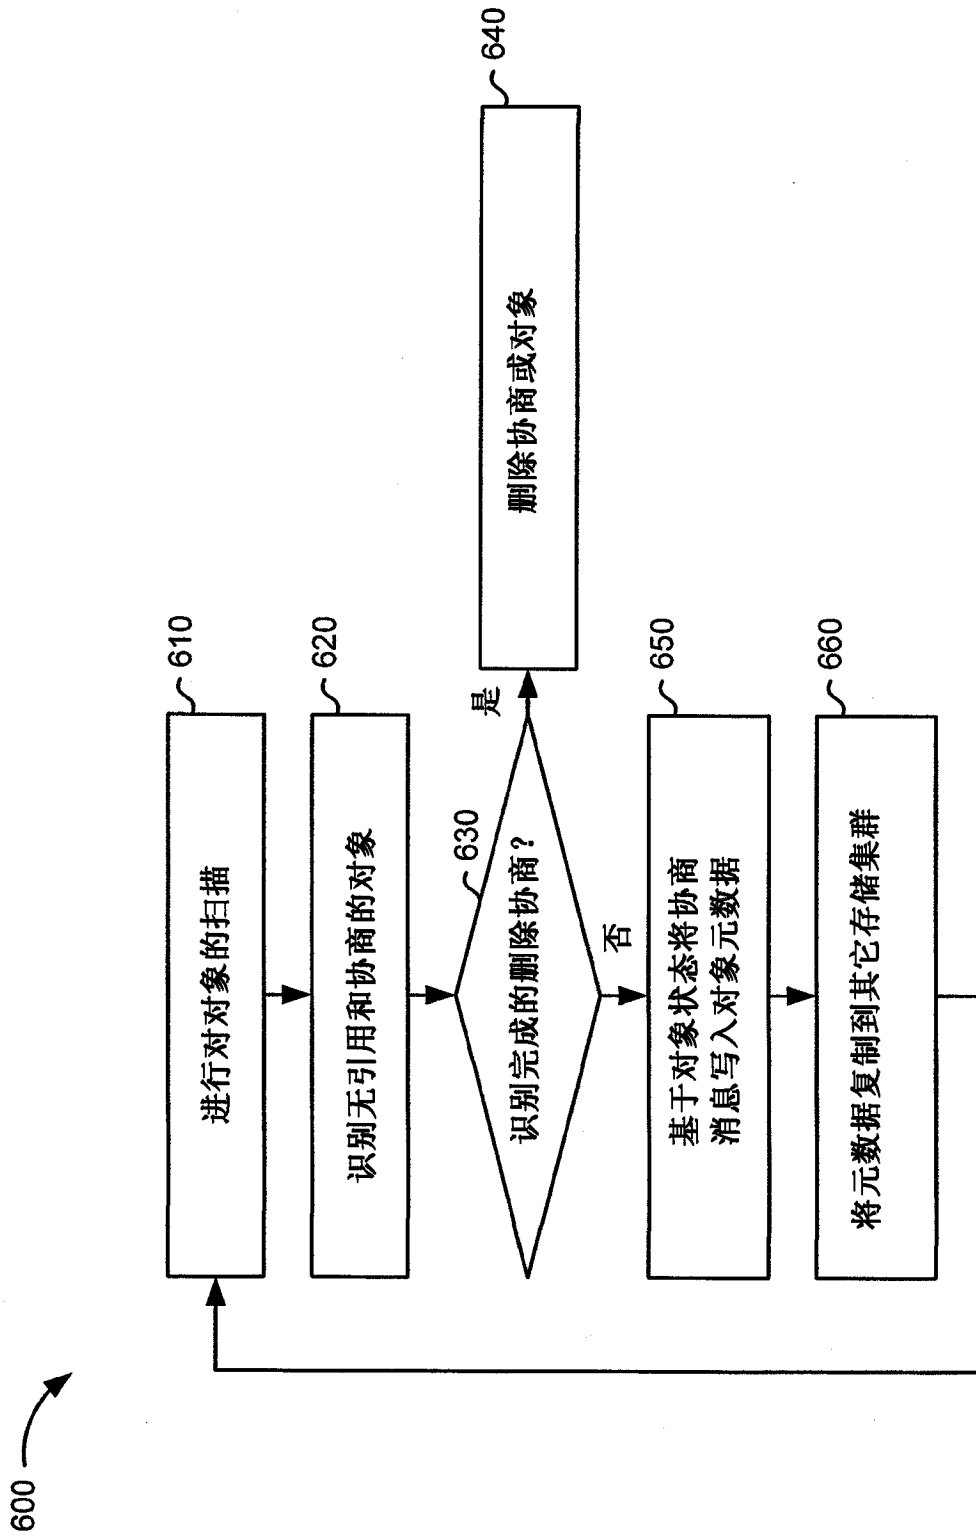 600
610
进行对对象的扫描
620
识别无引用和协商的对象
630
识别完成的删除协商？
是
640
删除协商或对象
否
650
基于对象状态将协商
消息写入对象元数据
660
将元数据复制到其它存储集群